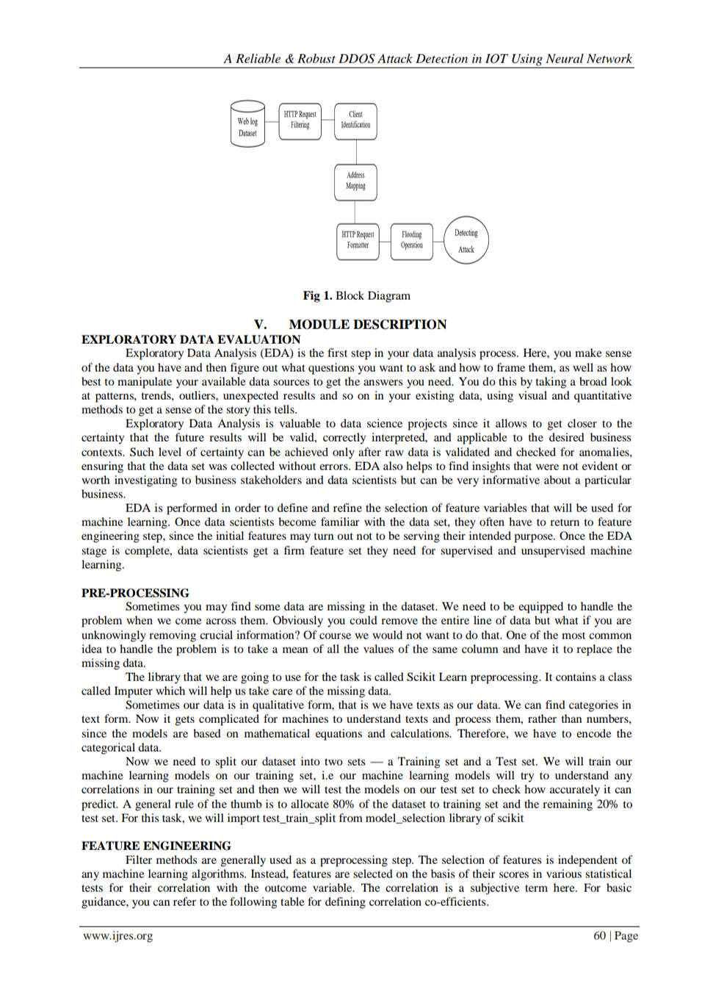 A Reliable & Robust DDOS Attack Detection in IOT Using Neural Network
Web log
Dataset
HTTP Request
Filtering
Client
Identification
Address
Mapping
HTTP Request
Formatter
Flooding
Operation
Detecting
Attack
Fig 1. Block Diagram
V. MODULE DESCRIPTION
EXPLORATORY DATA EVALUATION
Exploratory Data Analysis (EDA) is the first step in your data analysis process. Here, you make sense
of the data you have and then figure out what questions you want to ask and how to frame them, as well as how
best to manipulate your available data sources to get the answers you need. You do this by taking a broad look
at patterns, trends, outliers, unexpected results and so on in your existing data, using visual and quantitative
methods to get a sense of the story this tells.
Exploratory Data Analysis is valuable to data science projects since it allows to get closer to the
certainty that the future results will be valid, correctly interpreted, and applicable to the desired business
contexts. Such level of certainty can be achieved only after raw data is validated and checked for anomalies,
ensuring that the data set was collected without errors. EDA also helps to find insights that were not evident or
worth investigating to business stakeholders and data scientists but can be very informative about a particular
business.
EDA is performed in order to define and refine the selection of feature variables that will be used for
machine learning. Once data scientists become familiar with the data set, they often have to return to feature
engineering step, since the initial features may turn out not to be serving their intended purpose. Once the EDA
stage is complete, data scientists get a firm feature set they need for supervised and unsupervised machine
learning.
PRE-PROCESSING
Sometimes you may find some data are missing in the dataset. We need to be equipped to handle the
problem when we come across them. Obviously you could remove the entire line of data but what if you are
unknowingly removing crucial information? Of course we would not want to do that. One of the most common
idea to handle the problem is to take a mean of all the values of the same column and have it to replace the
missing data.
The library that we are going to use for the task is called Scikit Learn preprocessing. It contains a class
called Imputer which will help us take care of the missing data.
Sometimes our data is in qualitative form, that is we have texts as our data. We can find categories in
text form. Now it gets complicated for machines to understand texts and process them, rather than numbers,
since the models are based on mathematical equations and calculations. Therefore, we have to encode the
categorical data.
Now we need to split our dataset into two sets — a Training set and a Test set. We will train our
machine learning models on our training set, i.e our machine learning models will try to understand any
correlations in our training set and then we will test the models on our test set to check how accurately it can
predict. A general rule of the thumb is to allocate 80% of the dataset to training set and the remaining 20% to
test set. For this task, we will import test_train_split from model_selection library of scikit
FEATURE ENGINEERING
Filter methods are generally used as a preprocessing step. The selection of features is independent of
any machine learning algorithms. Instead, features are selected on the basis of their scores in various statistical
tests for their correlation with the outcome variable. The correlation is a subjective term here. For basic
guidance, you can refer to the following table for defining correlation co-efficients.
www.ijres.org
60 | Page